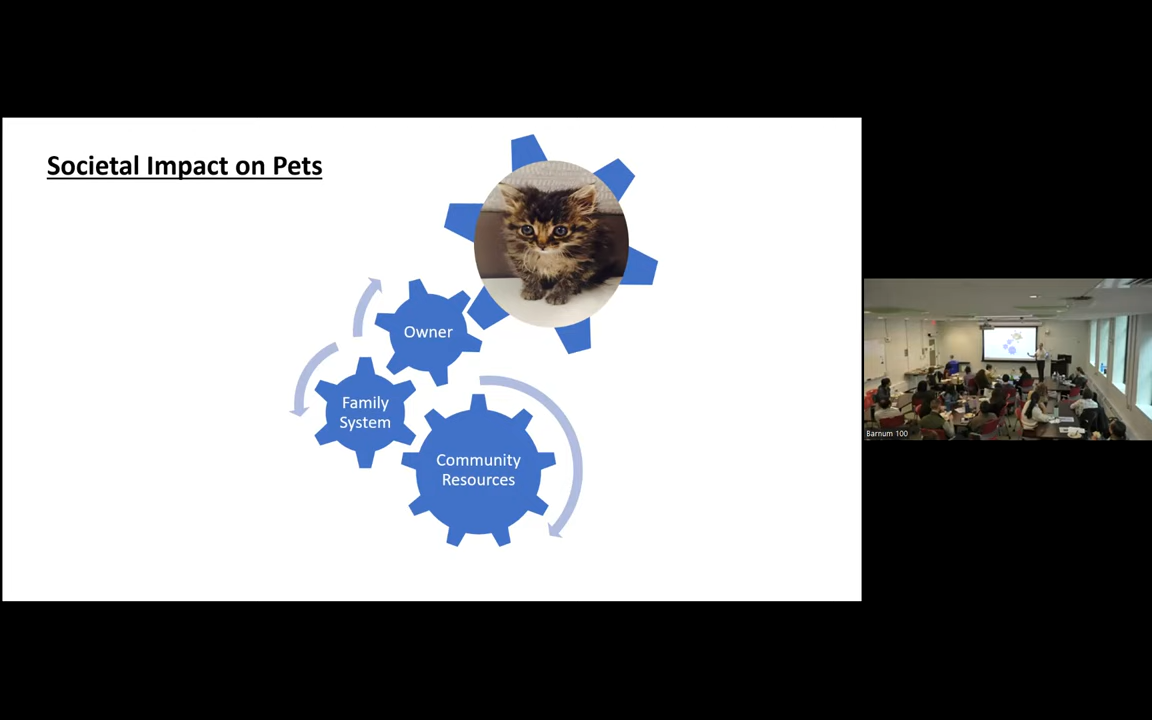 Societal Impact on Pets
Owner
Family
System
Community
Resources
Barnum 100